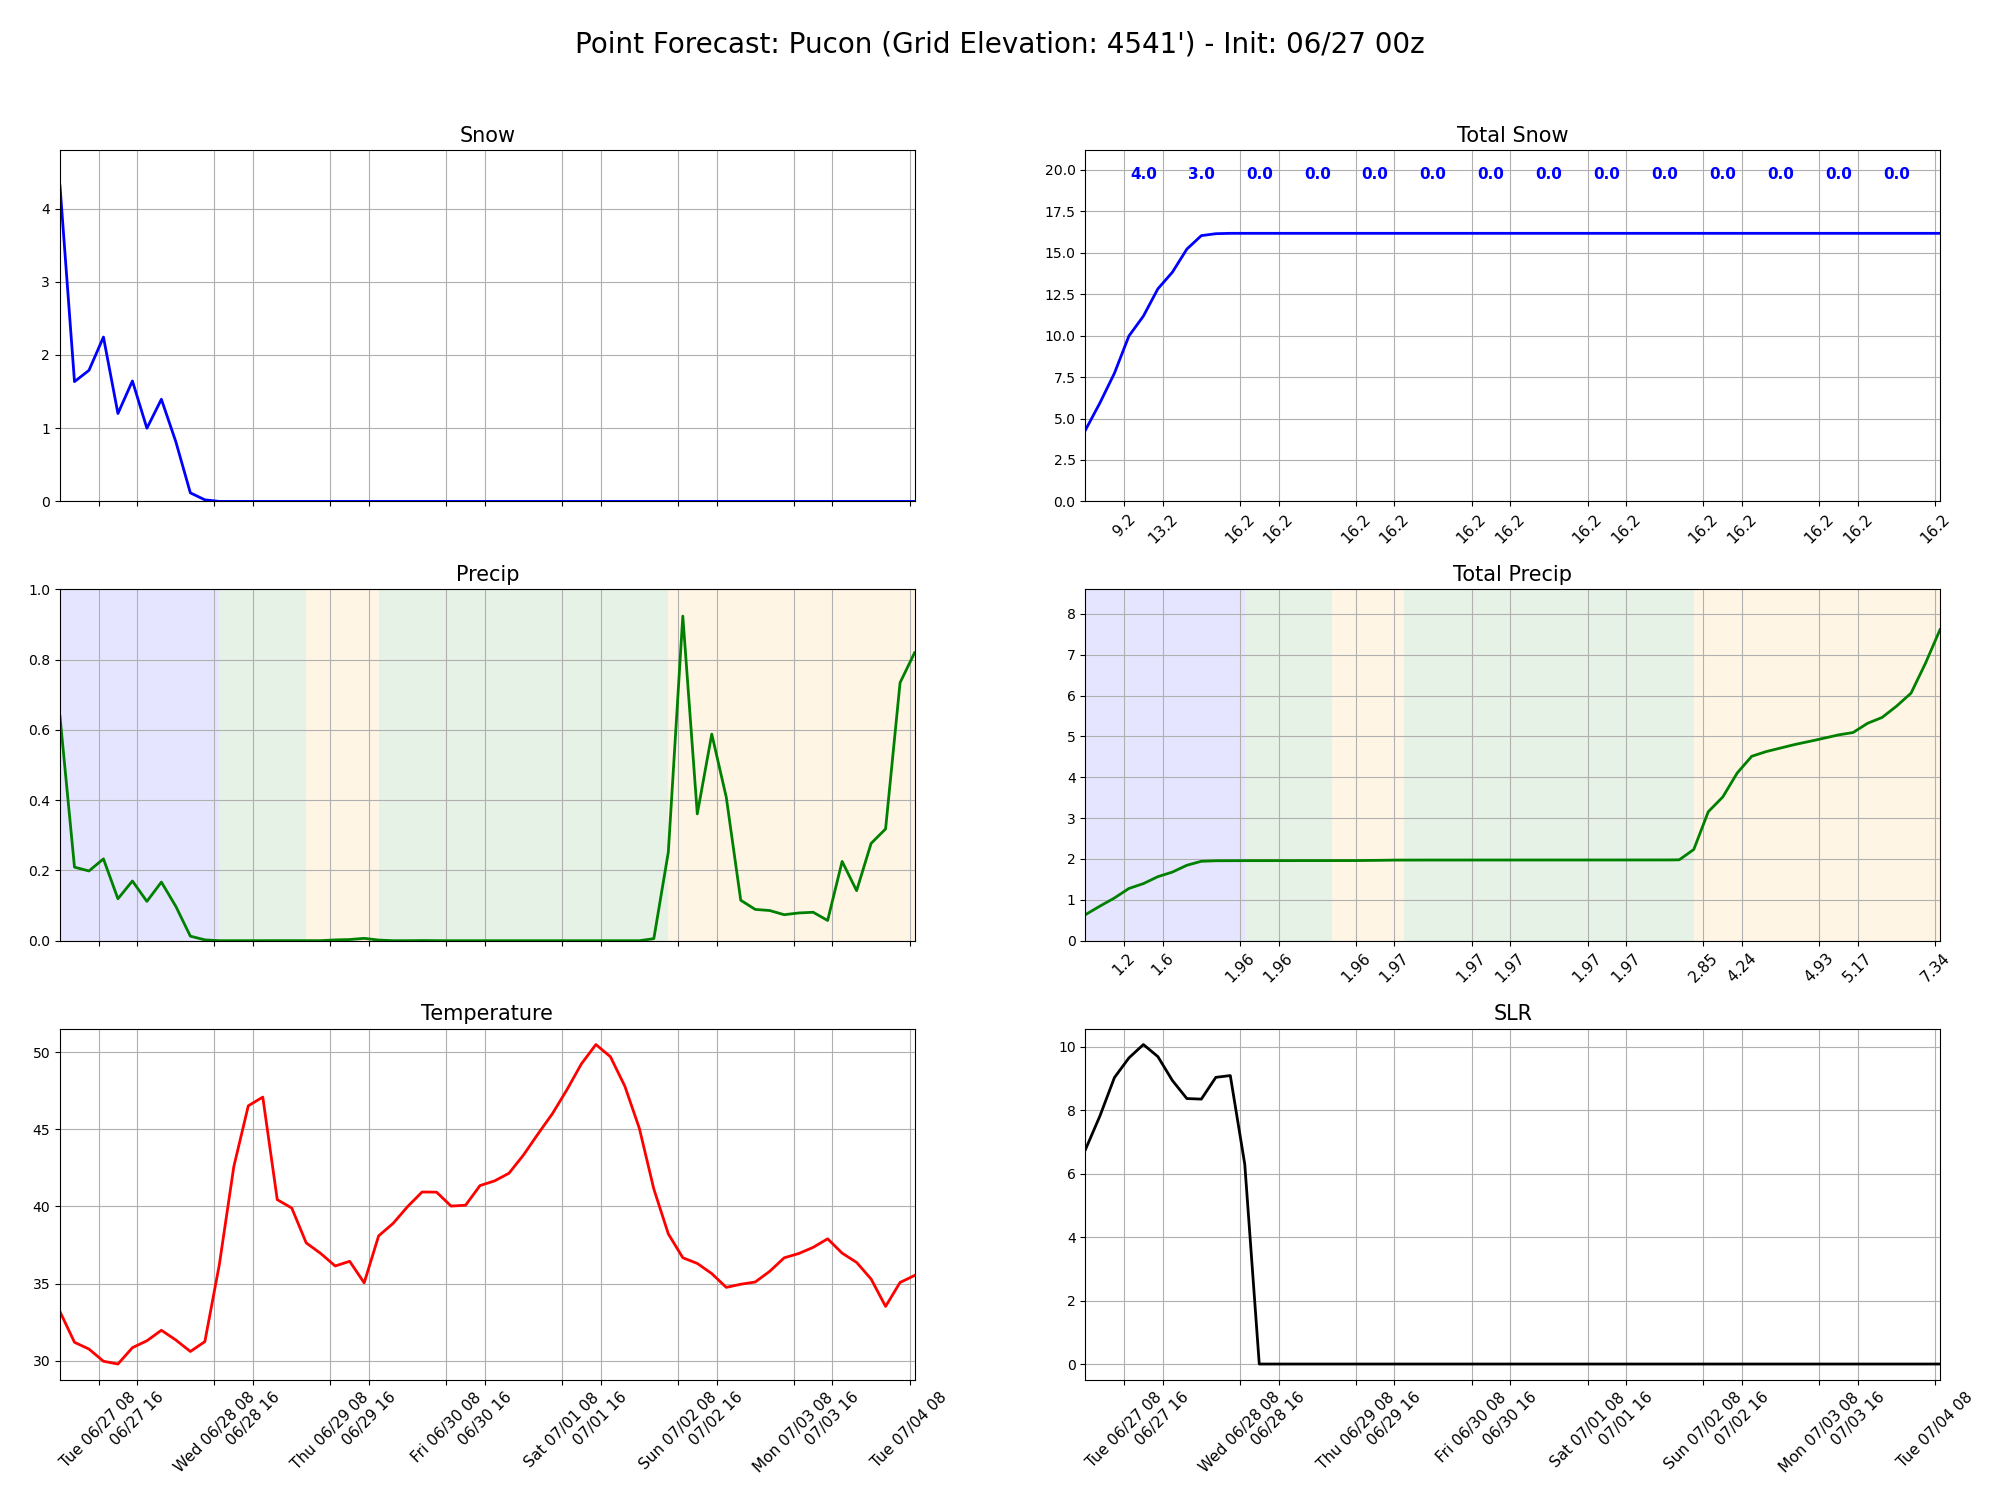 Point Forecast: Pucon (Grid Elevation: 4541') - Init: 06/27 00z
Snow
4
3
2
1
0
Total Snow
20.0
17.5
15.0
12.5
10.0
7.5
5.0
2.5
0.0
4.0 3.0 0.0 0.0 0.0 0.0 0.0 0.0 0.0 0.0 0.0 0.0 0.0 0.0
9.2 13.2 16.2 16.2 16.2 16.2 16.2 16.2 16.2 16.2 16.2 16.2 16.2 16.2 16.2
Precip
1.0
0.8
0.6
0.4
0.2
0.0
Total Precip
8
7
6
5
4
3
2
1
0
1.2 1.6 1.96 1.96 1.96 1.97 1.97 1.97 1.97 1.97 2.85 4.24 4.93 5.17 7.34
Temperature
50
45
40
35
30
Tue 06/27 08
06/27 16
Wed 06/28 08
06/28 16
Thu 06/29 08
06/29 16
Fri 06/30 08
06/30 16
Sat 07/01 08
07/01 16
Sun 07/02 08
07/02 16
Mon 07/03 08
07/03 16
Tue 07/04 08
SLR
10
8
6
4
2
0
Tue 06/27 08
06/27 16
Wed 06/28 08
06/28 16
Thu 06/29 08
06/29 16
Fri 06/30 08
06/30 16
Sat 07/01 08
07/01 16
Sun 07/02 08
07/02 16
Mon 07/03 08
07/03 16
Tue 07/04 08